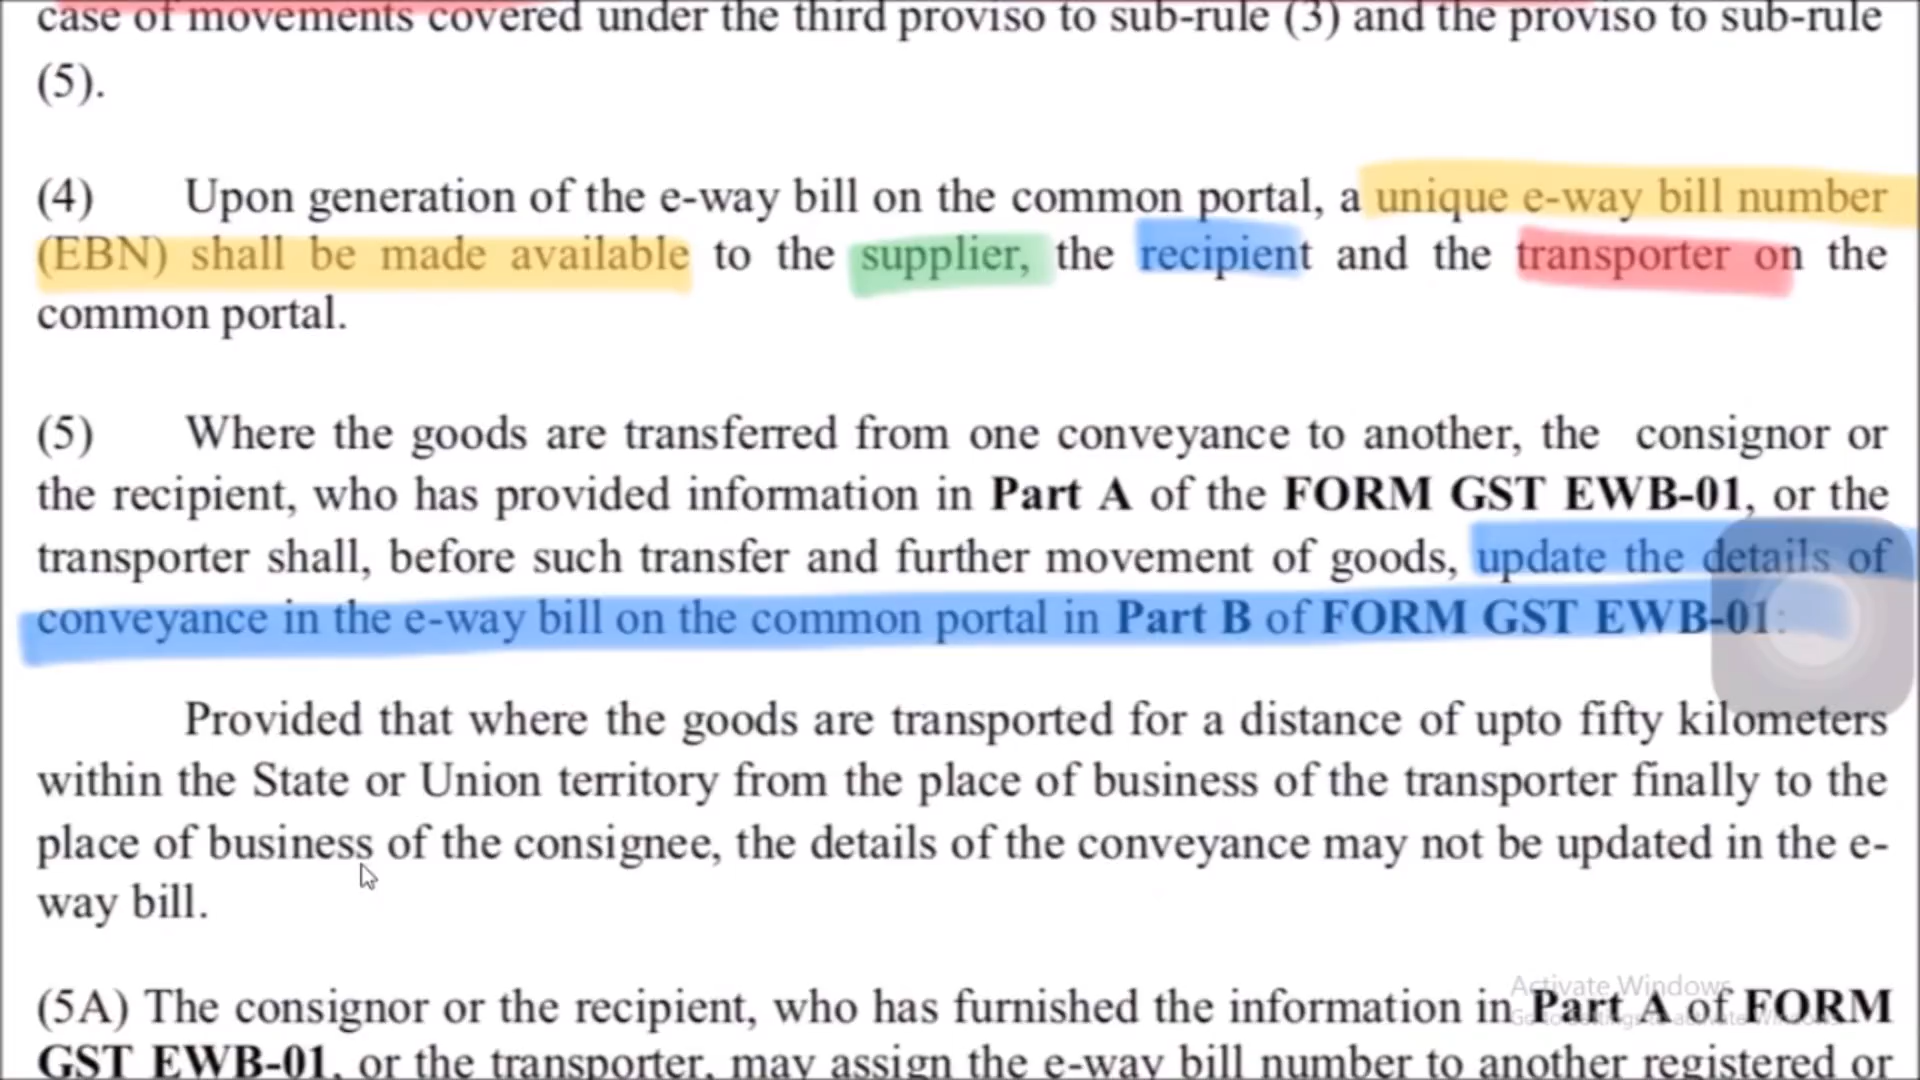 case of movements covered under the third proviso to sub-rule (3) and the proviso to sub-rule
(5).
(4) Upon generation of the e-way bill on the common portal, a unique e-way bill number
(EBN) shall be made available to the supplier, the recipient and the transporter on the
common portal.
(5) Where the goods are transferred from one conveyance to another, the consignor or
the recipient, who has provided information in Part A of the FORM GST EWB-01, or the
transporter shall, before such transfer and further movement of goods, update the details of
conveyance in the e-way bill on the common portal in Part B of FORM GST EWB-01:
Provided that where the goods are transported for a distance of upto fifty kilometers
within the State or Union territory from the place of business of the transporter finally to the
place of business of the consignee, the details of the conveyance may not be updated in the e-
way bill.
Activate Windows
(5A) The consignor or the recipient, who has furnished the information in Part A of FORM
Go to Settings to activate Windows.
GST EWB-01, or the transporter, may assign the e-way bill number to another registered or